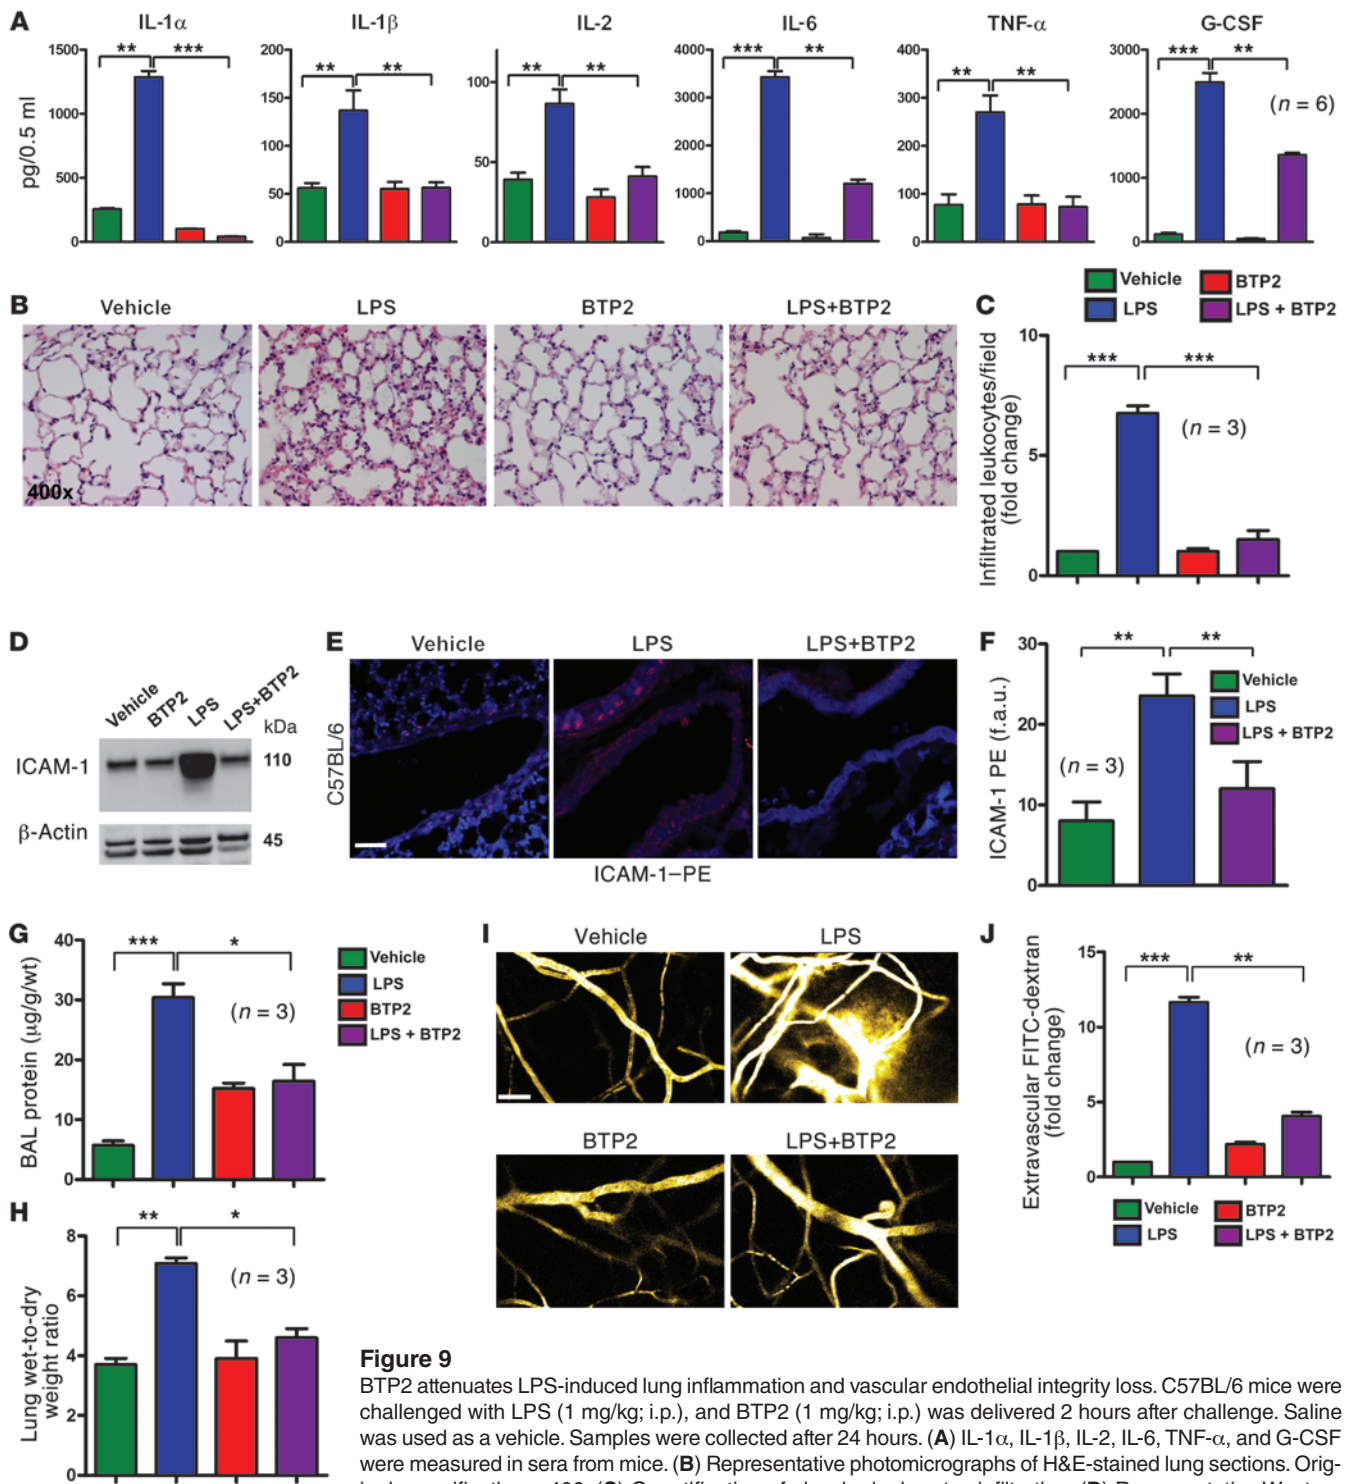 A
IL-1α
IL-1β
IL-2
IL-6
TNF-α
G-CSF
pg/0.5 ml
1500
1000
500
0
** ***
200
150
100
50
0
** **
100
50
0
** **
4000
3000
2000
1000
0
*** **
400
300
200
100
0
** **
3000
2000
1000
0
*** **
(n = 6)
Vehicle
BTP2
LPS
LPS + BTP2
B
Vehicle
LPS
BTP2
LPS+BTP2
400x
C
Infiltrated leukocytes/field
(fold change)
10
5
0
*** ***
(n = 3)
D
Vehicle
BTP2
LPS
LPS+BTP2
kDa
ICAM-1
110
β-Actin
45
E
Vehicle
LPS
LPS+BTP2
C57BL/6
ICAM-1–PE
F
ICAM-1 PE (f.a.u.)
30
20
10
0
** **
(n = 3)
Vehicle
LPS
LPS + BTP2
G
BAL protein (µg/g/wt)
40
30
20
10
0
*** *
(n = 3)
Vehicle
LPS
BTP2
LPS + BTP2
H
Lung wet-to-dry
weight ratio
8
6
4
2
0
** *
(n = 3)
I
Vehicle
LPS
BTP2
LPS+BTP2
J
Extravascular FITC-dextran
(fold change)
15
10
5
0
*** **
(n = 3)
Vehicle
BTP2
LPS
LPS + BTP2
Figure 9
BTP2 attenuates LPS-induced lung inflammation and vascular endothelial integrity loss. C57BL/6 mice were
challenged with LPS (1 mg/kg; i.p.), and BTP2 (1 mg/kg; i.p.) was delivered 2 hours after challenge. Saline
was used as a vehicle. Samples were collected after 24 hours. (A) IL-1α, IL-1β, IL-2, IL-6, TNF-α, and G-CSF
were measured in sera from mice. (B) Representative photomicrographs of H&E-stained lung sections. Orig-